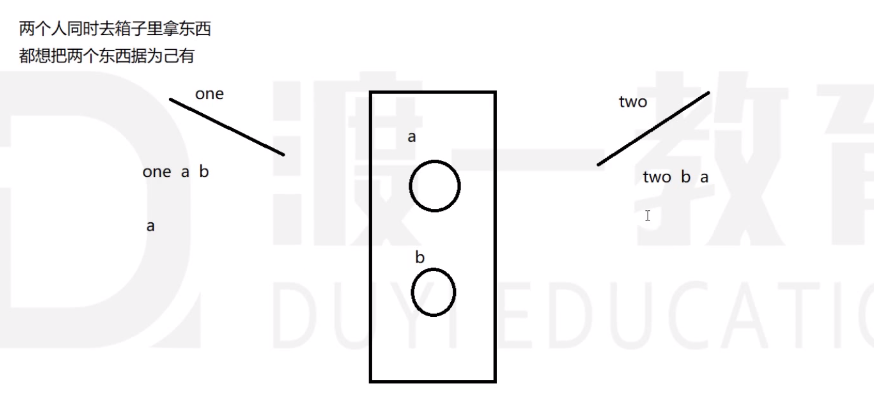 两个人同时去箱子里拿东西
都想把两个东西据为己有
one
two
a
one a b
two b a
a
b
渡一教育
DUYI EDUCATIO